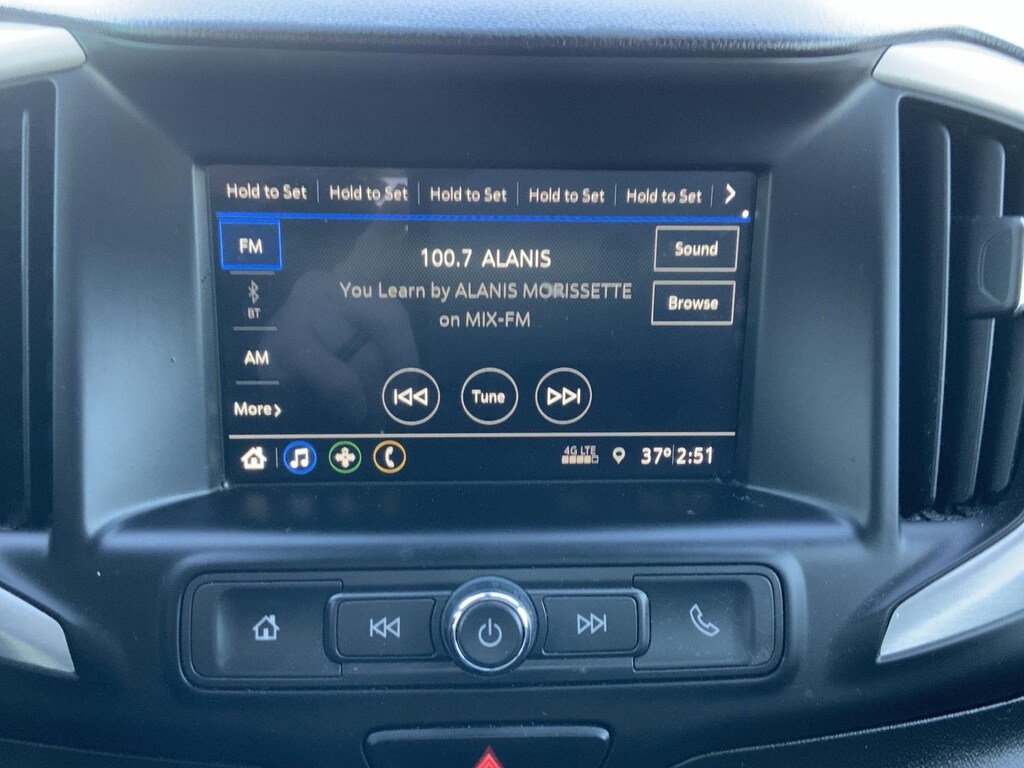 Hold to Set Hold to Set Hold to Set Hold to Set Hold to Set
FM
100.7 ALANIS
Sound
You Learn by ALANIS MORISSETTE
Browse
BT
on MIX-FM
AM
Tune
More
4G LTE
37° 2:51